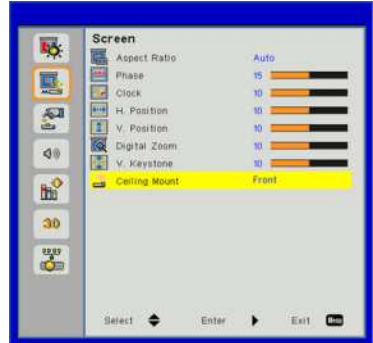 Screen
Aspect Ratio Auto
Phase 15
Clock 10
H. Position 10
V. Position 10
Digital Zoom 10
V. Keystone 10
Ceiling Mount Front
3D
Select Enter Exit Menu